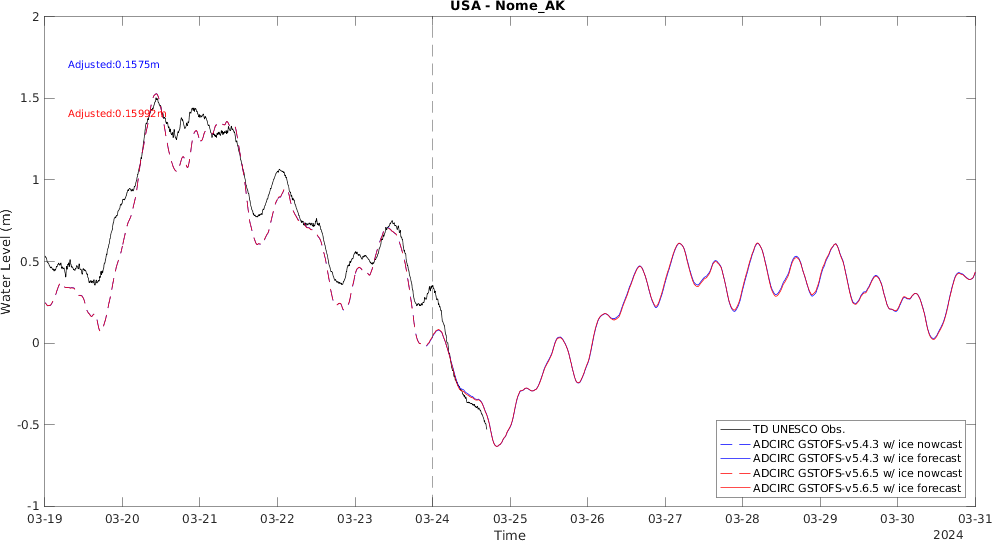 USA - Nome_AK
2
1.5
1
0.5
0
-0.5
-1
Water Level (m)
Adjusted:0.1575m
Adjusted:0.15992m
TD UNESCO Obs.
ADCIRC GSTOFS-v5.4.3 w/ ice nowcast
ADCIRC GSTOFS-v5.4.3 w/ ice forecast
ADCIRC GSTOFS-v5.6.5 w/ ice nowcast
ADCIRC GSTOFS-v5.6.5 w/ ice forecast
03-19 03-20 03-21 03-22 03-23 03-24 03-25 03-26 03-27 03-28 03-29 03-30 03-31
Time
2024